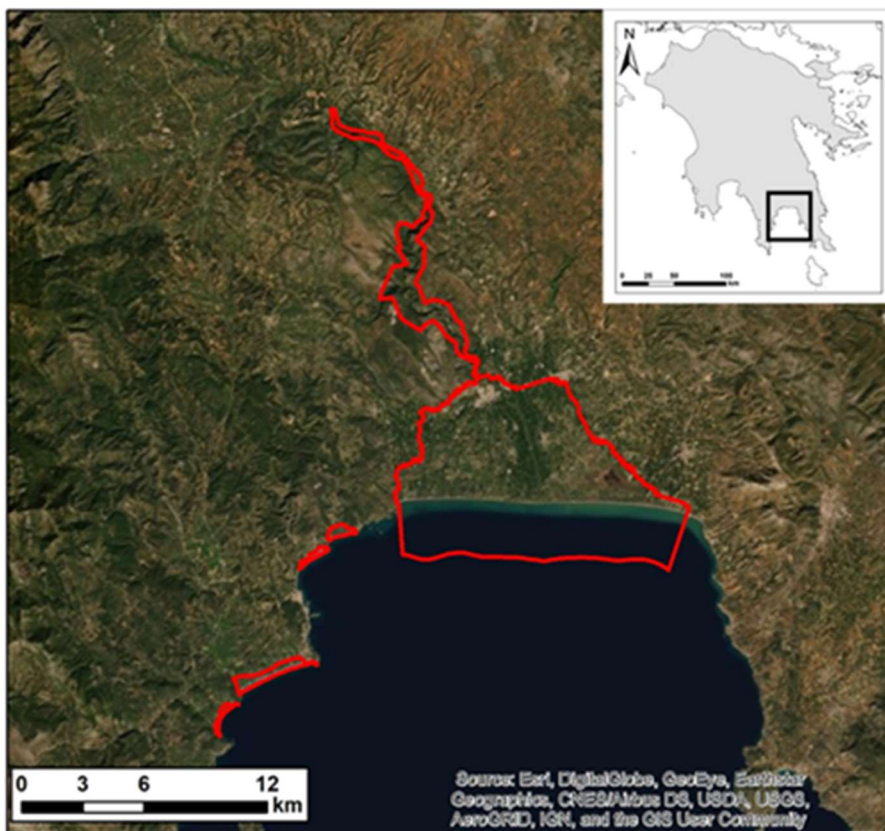 N
0 25 50 100
km
0 3 6 12
km
Source: Esri, DigitalGlobe, GeoEye, Earthstar
Geographics, CNES/Airbus DS, USDA, USGS,
AeroGRID, IGN, and the GIS User Community